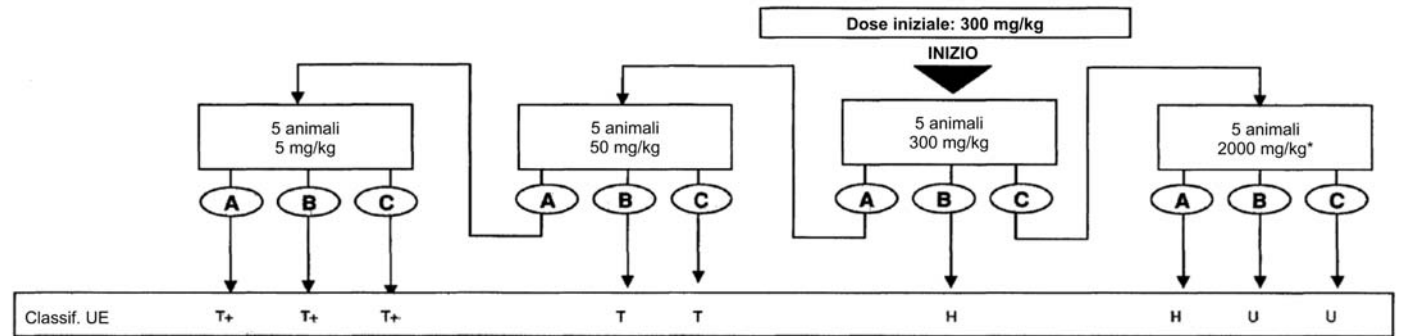 Dose iniziale: 300 mg/kg
INIZIO
5 animali
5 mg/kg
5 animali
50 mg/kg
5 animali
300 mg/kg
5 animali
2000 mg/kg*
A B C A B C A B C A B C
Classif. UE T+ T+ T+ T T H H U U